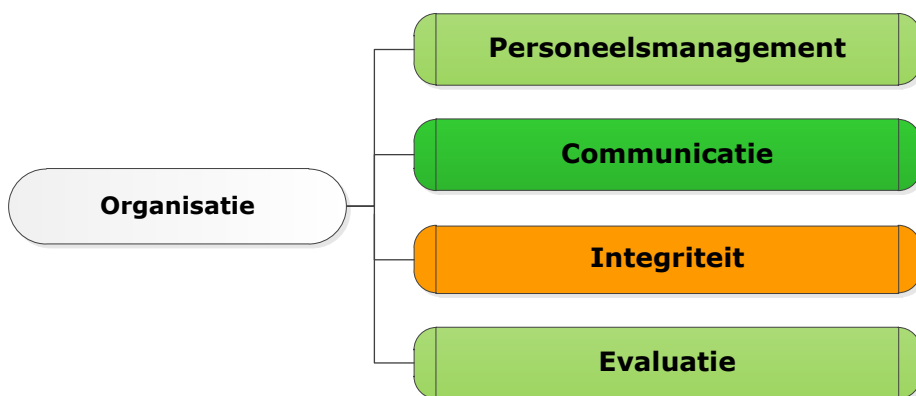 Personeelsmanagement
Communicatie
Organisatie
Integriteit
Evaluatie